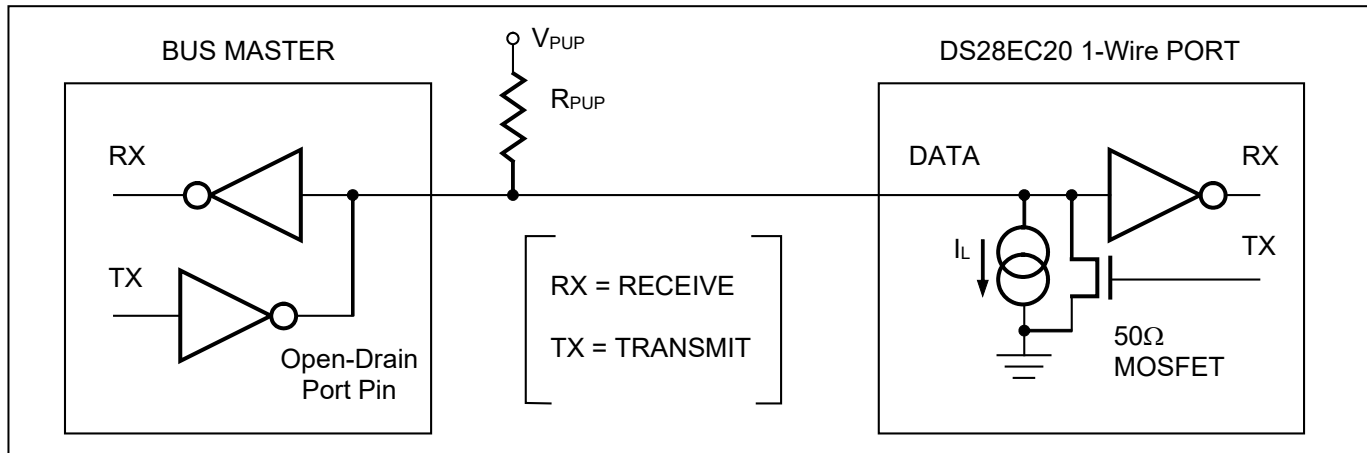 BUS MASTER
VPUP
DS28EC20 1-Wire PORT
RPUP
RX
DATA
RX
TX
IL
TX
RX = RECEIVE
TX = TRANSMIT
Open-Drain
Port Pin
50Ω
MOSFET